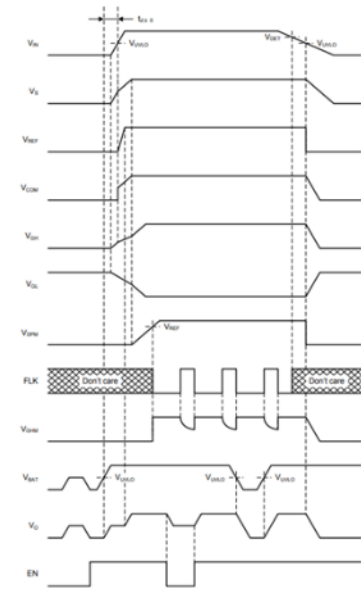 VIN
VUVLO
VDET
VUVLO
VS
VREF
VCOM
VGH
VGL
VDPM
VREF
FLK
Don't care
Don't care
VGHM
VBAT
VUVLO
VUVLO
VUVLO
VO
EN